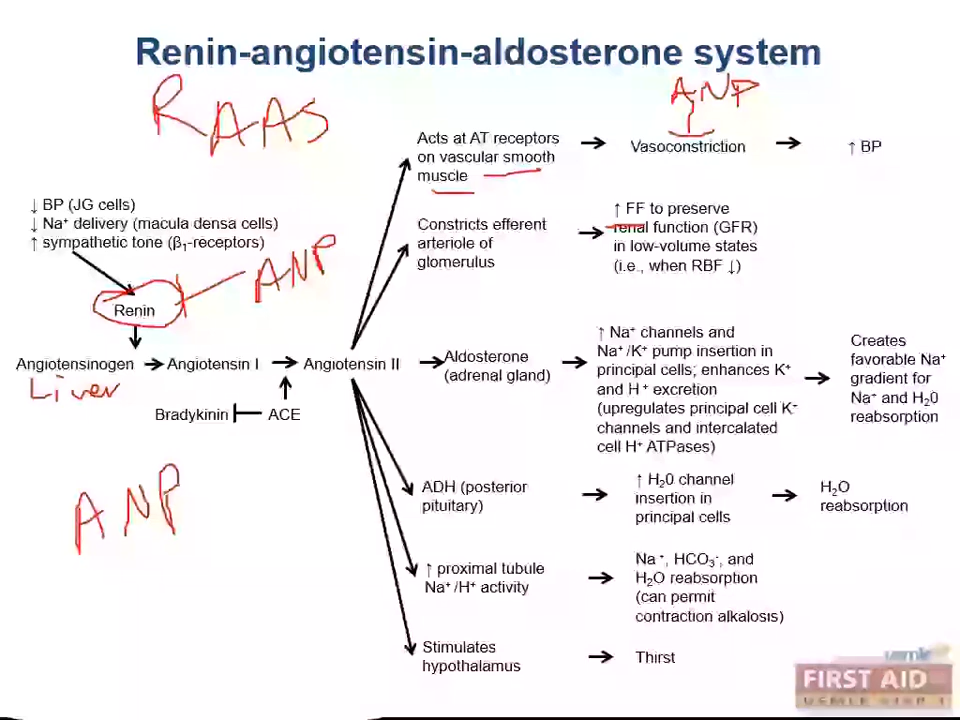 Renin-angiotensin-aldosterone system
RAAS
ANP
Acts at AT receptors
on vascular smooth
muscle
Vasoconstriction
↑ BP
↓ BP (JG cells)
↓ Na⁺ delivery (macula densa cells)
↑ sympathetic tone (β₁-receptors)
Constricts efferent
arteriole of
glomerulus
↑ FF to preserve
renal function (GFR)
in low-volume states
(i.e., when RBF ↓)
ANP
Renin
Angiotensinogen
Angiotensin I
Angiotensin II
Liver
Bradykinin
ACE
Aldosterone
(adrenal gland)
↑ Na⁺ channels and
Na⁺/K⁺ pump insertion in
principal cells; enhances K⁺
and H⁺ excretion
(upregulates principal cell K⁻
channels and intercalated
cell H⁺ ATPases)
Creates
favorable Na⁺
gradient for
Na⁺ and H₂0
reabsorption
ANP
ADH (posterior
pituitary)
↑ H₂0 channel
insertion in
principal cells
H₂O
reabsorption
↑ proximal tubule
Na⁺/H⁺ activity
Na⁺, HCO₃⁻, and
H₂O reabsorption
(can permit
contraction alkalosis)
Stimulates
hypothalamus
Thirst
usmle
FIRST AID
USMLE STEP 1